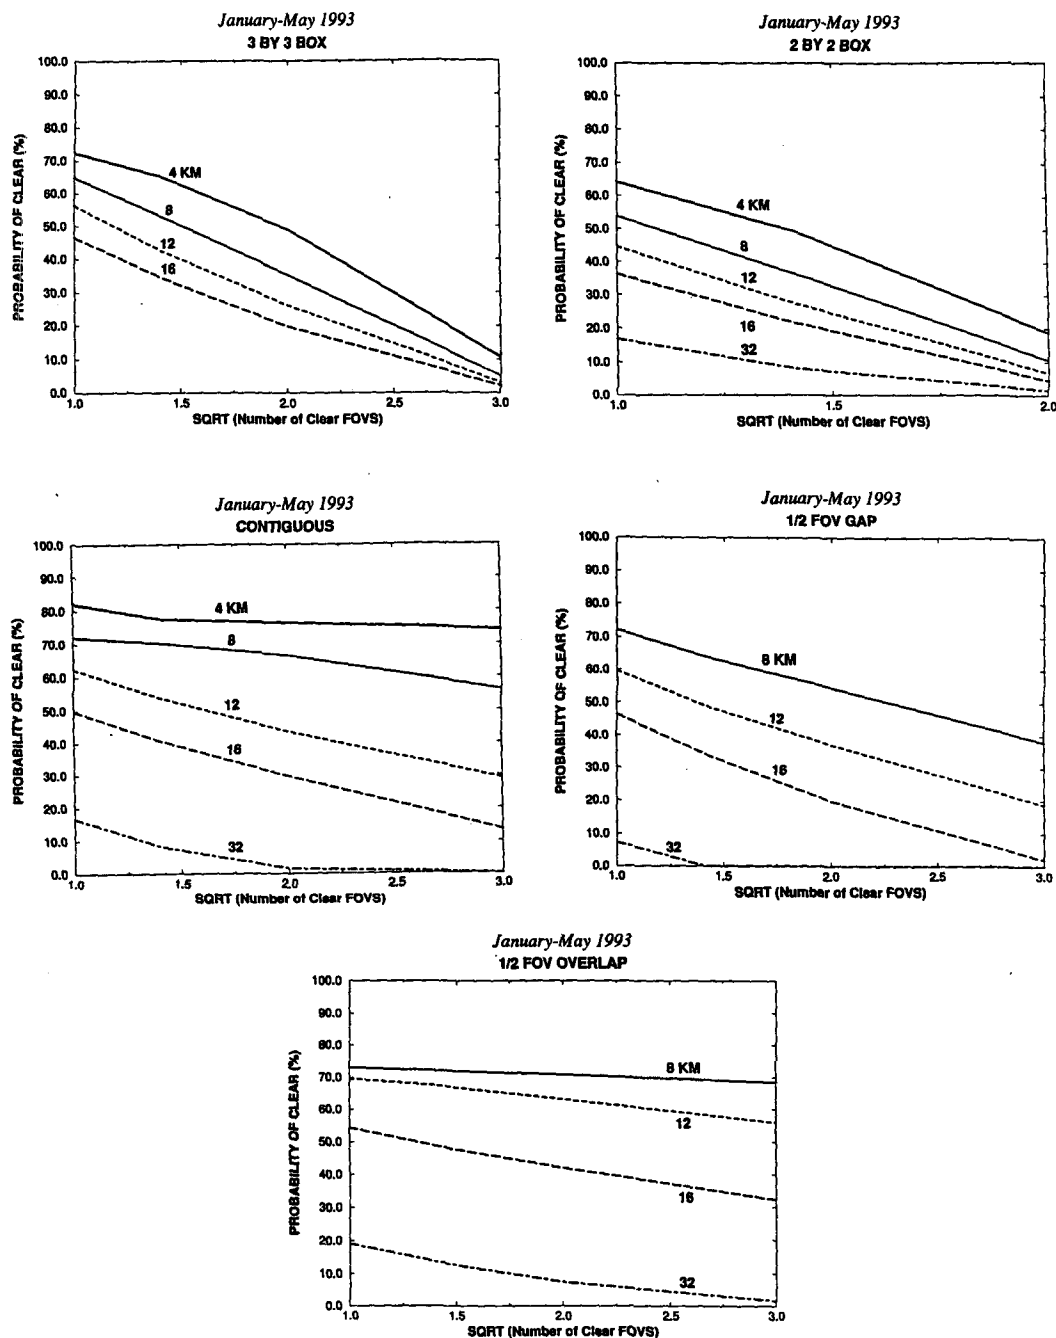 January-May 1993
3 BY 3 BOX
PROBABILITY OF CLEAR (%)
100.0
90.0
80.0
70.0
60.0
50.0
40.0
30.0
20.0
10.0
0.0
4 KM
8
12
16
1.0 1.5 2.0 2.5 3.0
SQRT (Number of Clear FOVS)
January-May 1993
2 BY 2 BOX
PROBABILITY OF CLEAR (%)
100.0
90.0
80.0
70.0
60.0
50.0
40.0
30.0
20.0
10.0
0.0
4 KM
8
12
16
32
1.0 1.5 2.0
SQRT (Number of Clear FOVS)
January-May 1993
CONTIGUOUS
PROBABILITY OF CLEAR (%)
100.0
90.0
80.0
70.0
60.0
50.0
40.0
30.0
20.0
10.0
0.0
4 KM
8
12
16
32
1.0 1.5 2.0 2.5 3.0
SQRT (Number of Clear FOVS)
January-May 1993
1/2 FOV GAP
PROBABILITY OF CLEAR (%)
100.0
90.0
80.0
70.0
60.0
50.0
40.0
30.0
20.0
10.0
0.0
8 KM
12
16
32
1.0 1.5 2.0 2.5 3.0
SQRT (Number of Clear FOVS)
January-May 1993
1/2 FOV OVERLAP
PROBABILITY OF CLEAR (%)
100.0
90.0
80.0
70.0
60.0
50.0
40.0
30.0
20.0
10.0
0.0
8 KM
12
16
32
1.0 1.5 2.0 2.5 3.0
SQRT (Number of Clear FOVS)